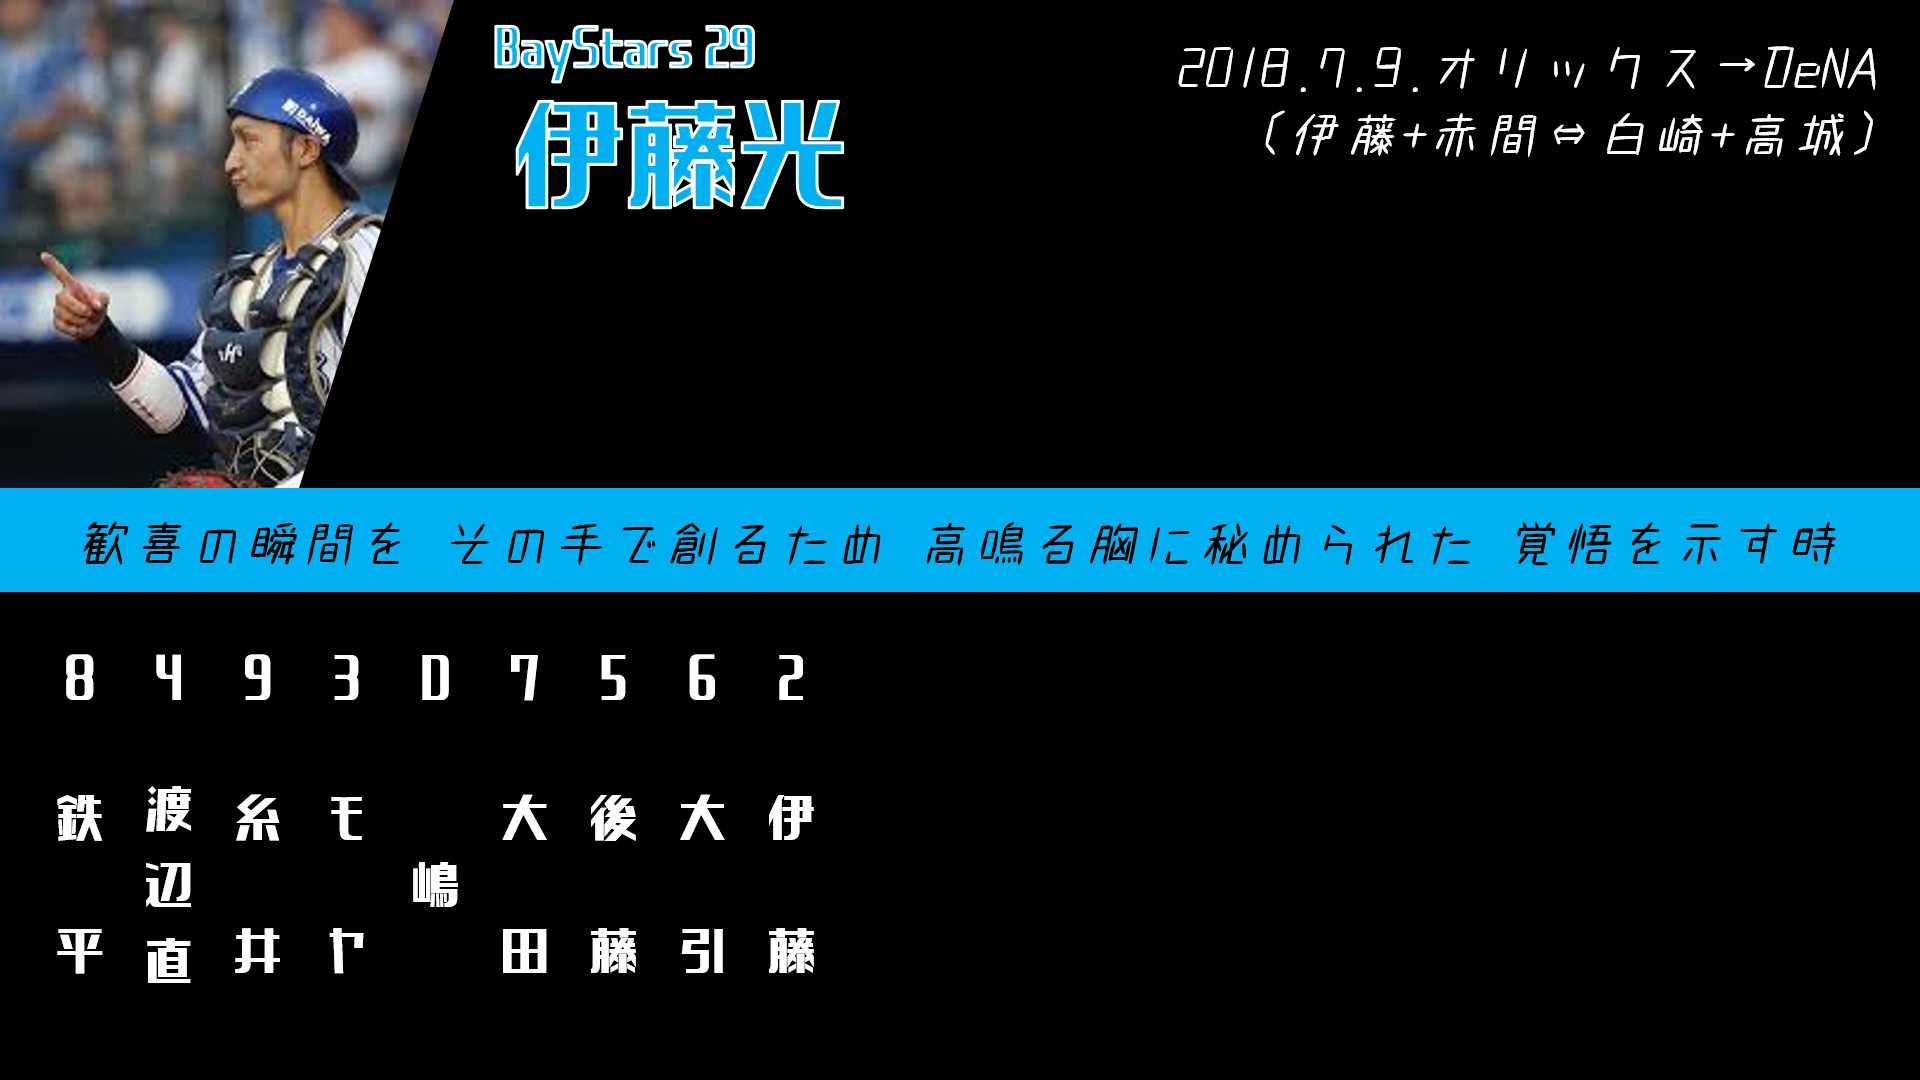 BayStars 29
伊藤光
2018.7.9.オリックス→DeNA
(伊藤+赤間⇔白崎+高城)
DAIWA
歓喜の瞬間を その手で創るため 高鳴る胸に秘められた 覚悟を示す時
8 4 9 3 D 7 5 6 2
鉄平
渡辺直
糸井
モヤ
嶋
大田
後藤
大引
伊藤